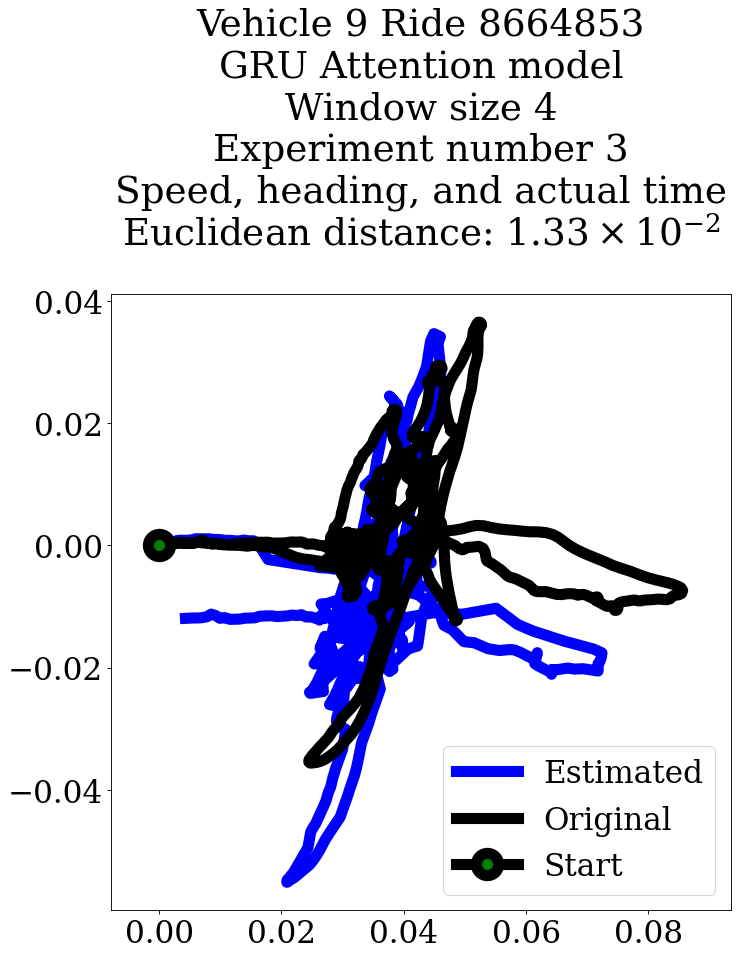 Vehicle 9 Ride 8664853
GRU Attention model
Window size 4
Experiment number 3
Speed, heading, and actual time
Euclidean distance: 1.33 × 10⁻²
0.04
0.02
0.00
−0.02
−0.04
Estimated
Original
Start
0.00 0.02 0.04 0.06 0.08